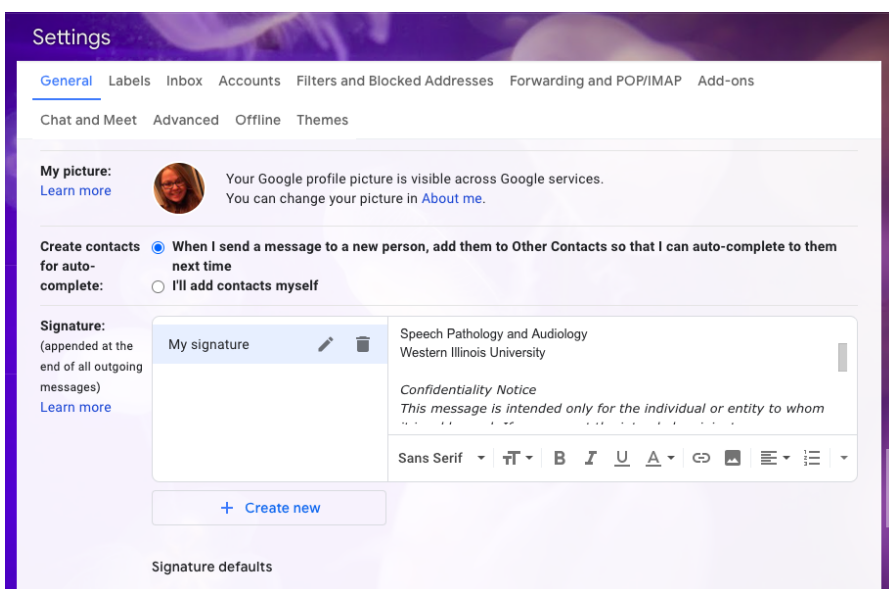 Settings
General Labels Inbox Accounts Filters and Blocked Addresses Forwarding and POP/IMAP Add-ons
Chat and Meet Advanced Offline Themes
My picture:
Learn more
Your Google profile picture is visible across Google services.
You can change your picture in About me.
Create contacts
for auto-
complete:
When I send a message to a new person, add them to Other Contacts so that I can auto-complete to them
next time
I'll add contacts myself
Signature:
(appended at the
end of all outgoing
messages)
Learn more
My signature
Speech Pathology and Audiology
Western Illinois University
Confidentiality Notice
This message is intended only for the individual or entity to whom
Sans Serif
B I U A
+ Create new
Signature defaults